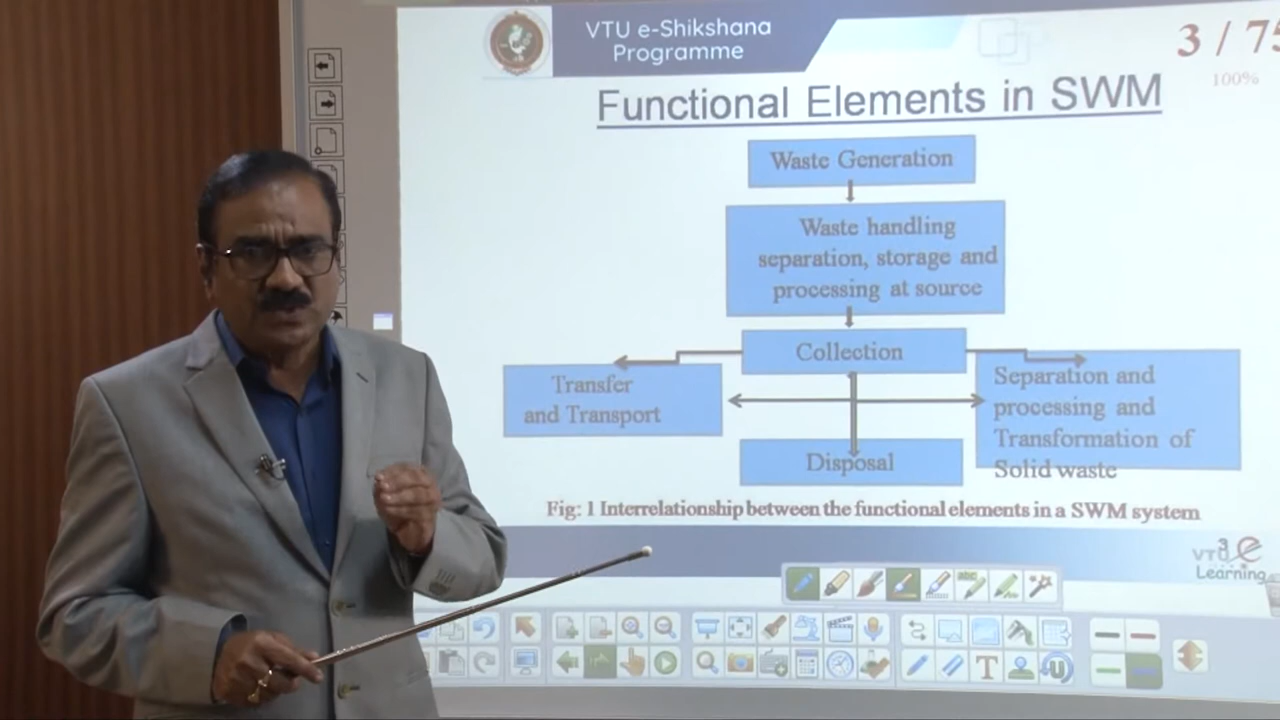 VTU e-Shikshana
Programme
3 / 75
100%
Functional Elements in SWM
Waste Generation
Waste handling
separation, storage and
processing at source
Collection
Transfer
and Transport
Separation and
processing and
Transformation of
Solid waste
Disposal
Fig: 1 Interrelationship between the functional elements in a SWM system
3
VTU e
Learning